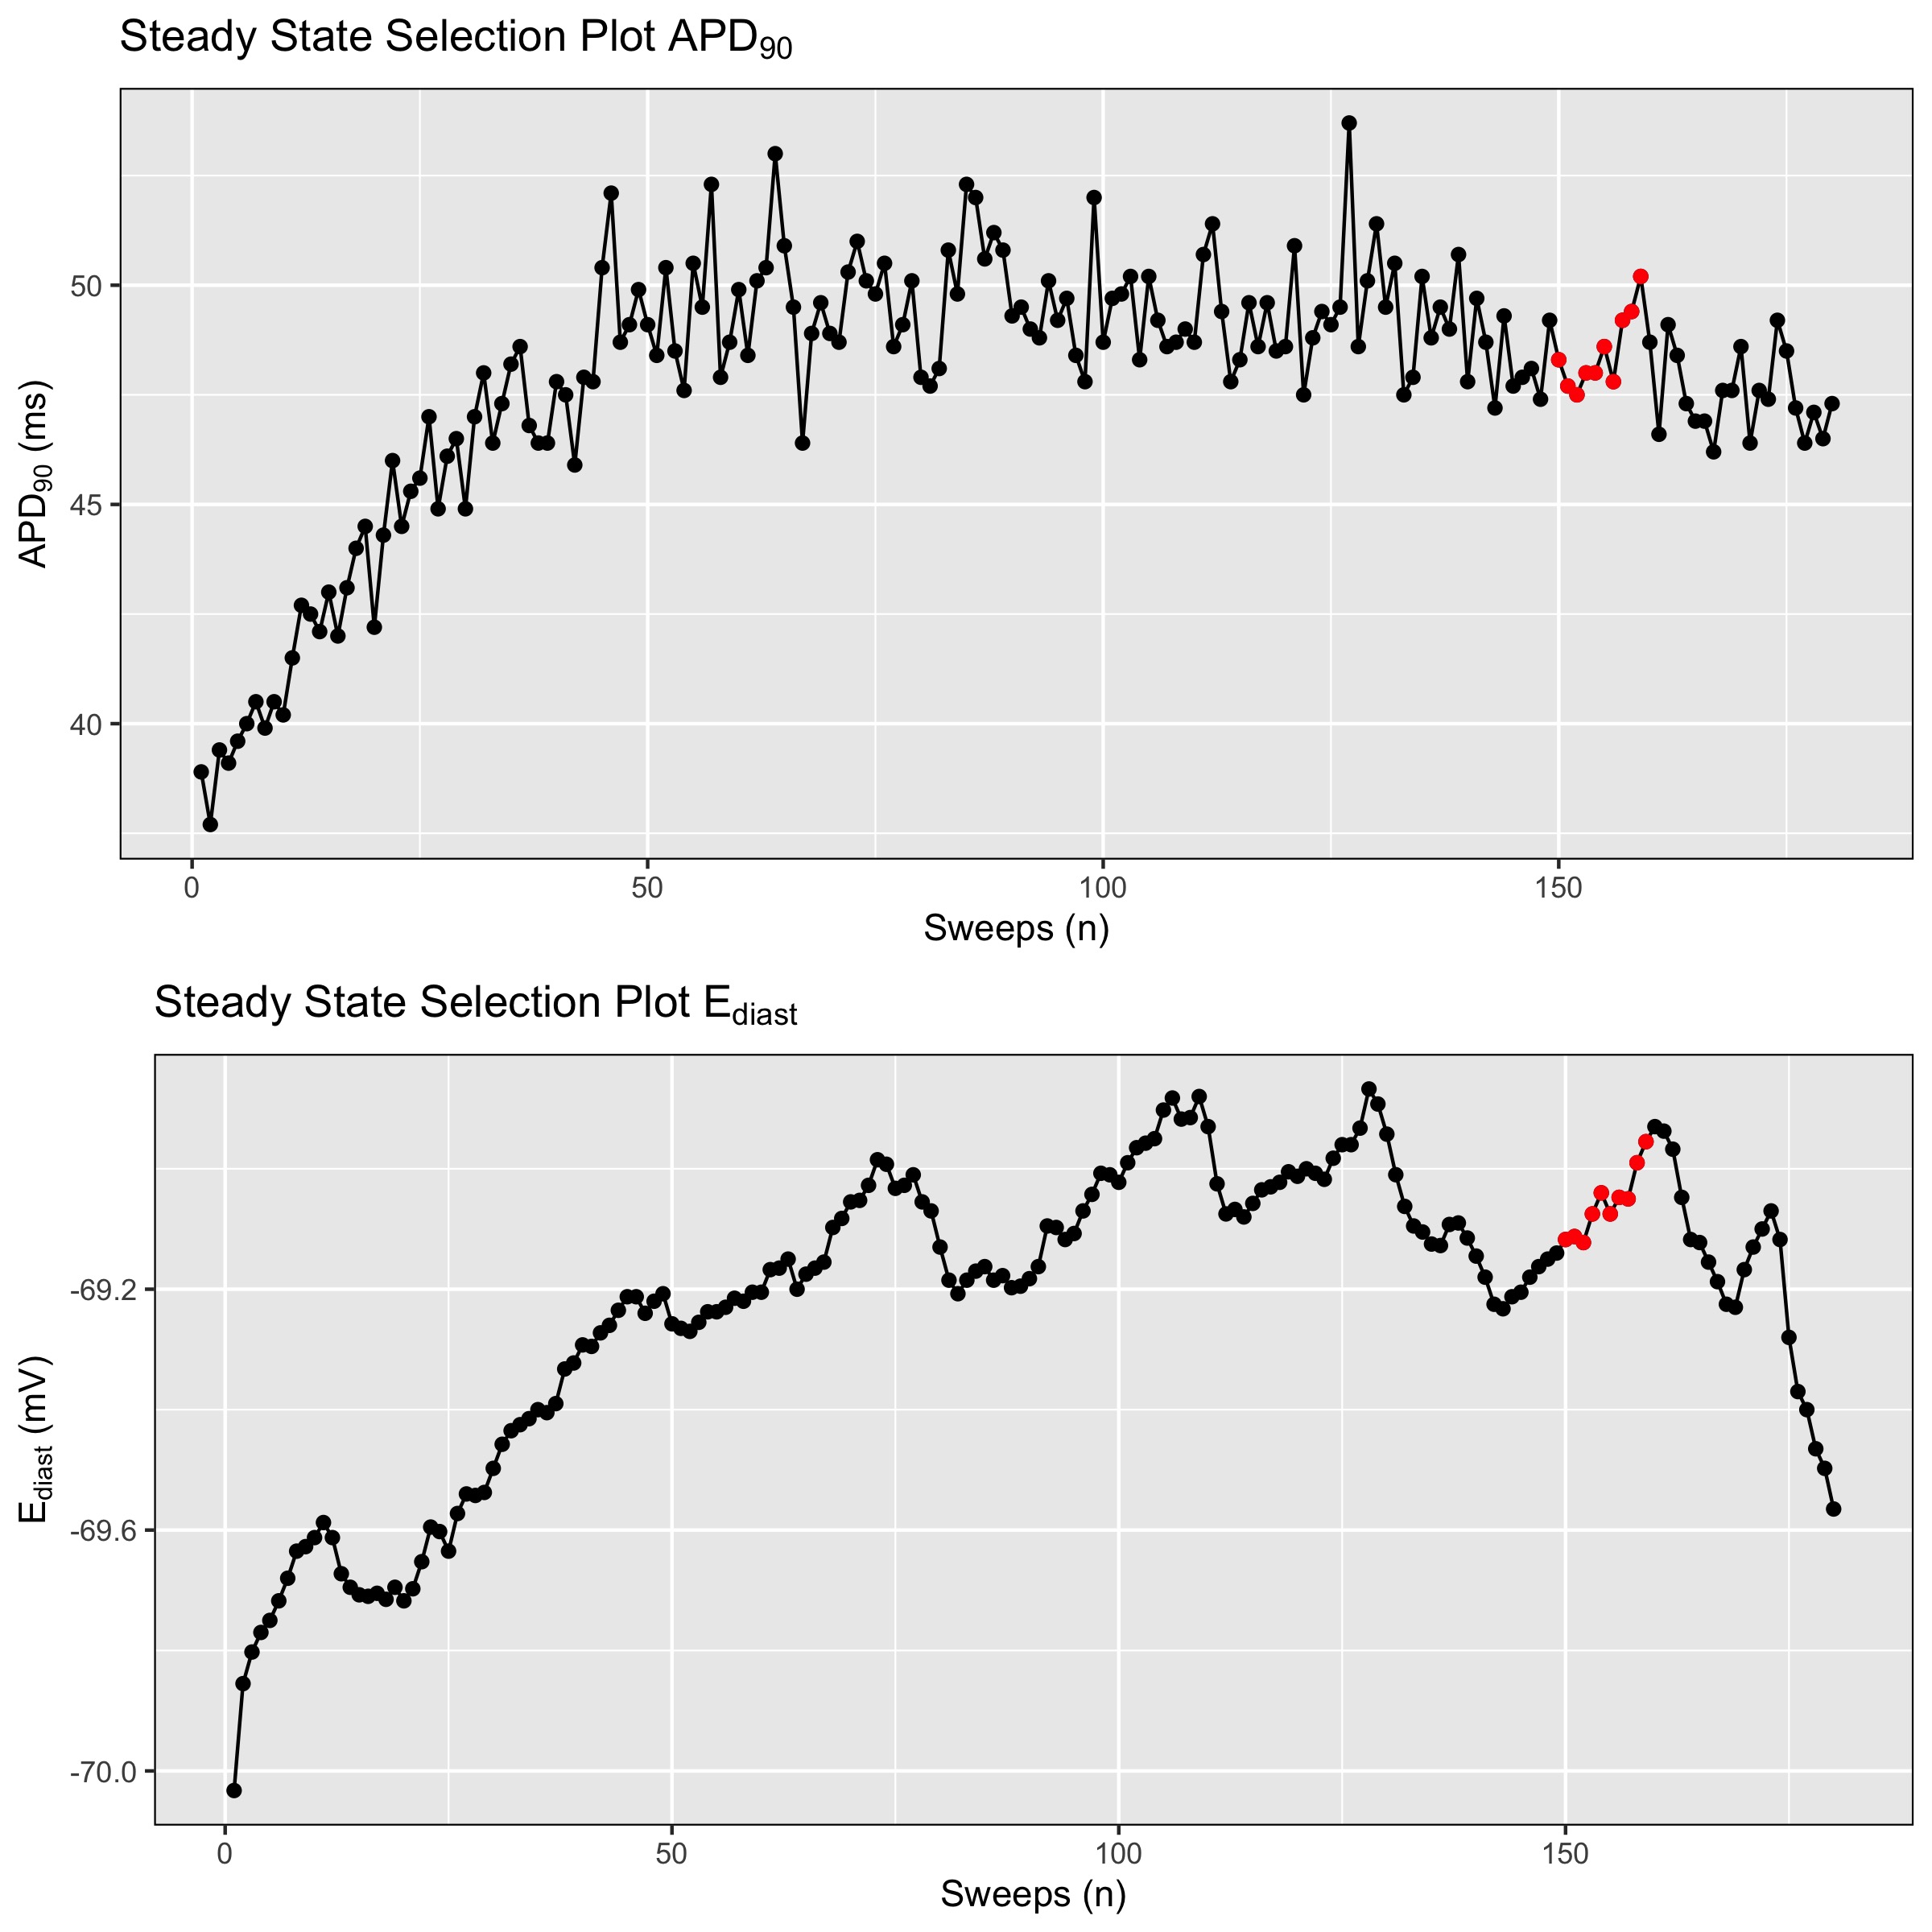 Steady State Selection Plot APD90
50
45
40
APD90 (ms)
0 50 100 150
Sweeps (n)
Steady State Selection Plot Ediast
-69.2
-69.6
-70.0
Ediast (mV)
0 50 100 150
Sweeps (n)